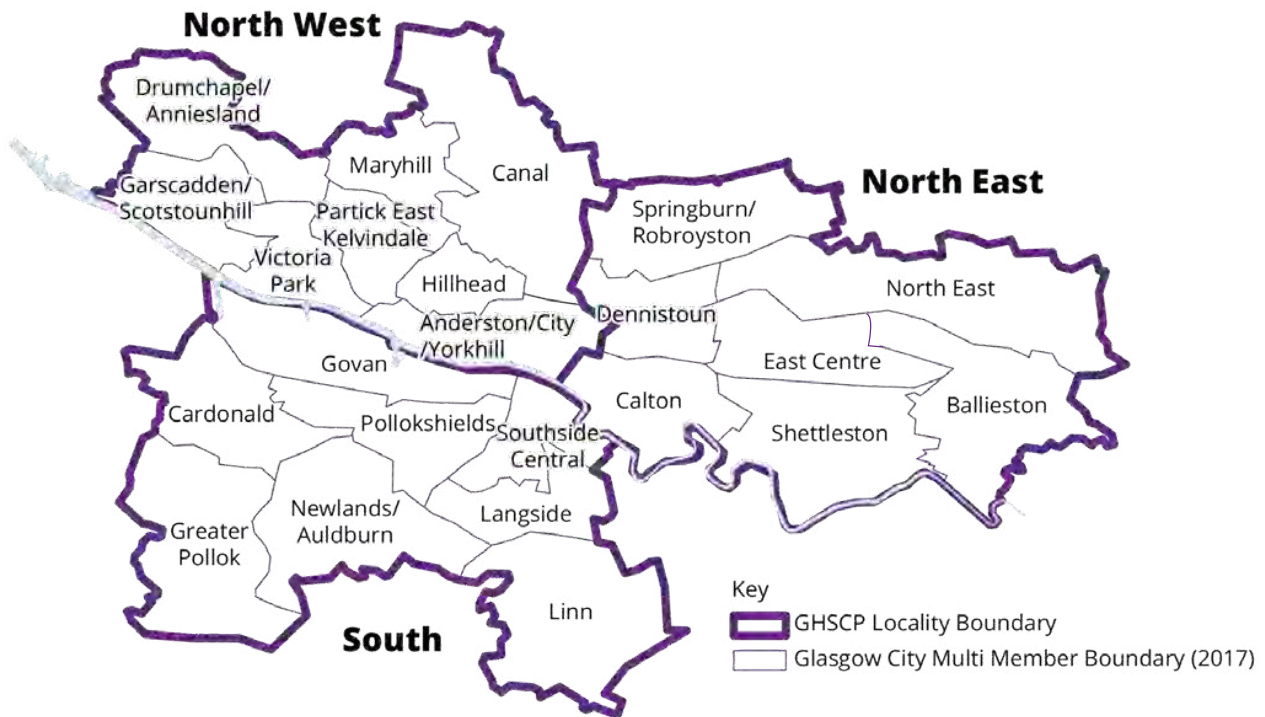 North West
Drumchapel/
Anniesland
Maryhill
Canal
Garscadden/
Scotstounhill
Partick East
Kelvindale
Victoria
Park
Hillhead
Anderston/City
/Yorkhill
North East
Springburn/
Robroyston
North East
Dennistoun
East Centre
Calton
Shettleston
Ballieston
Govan
Cardonald
Pollokshields
Southside
Central
Newlands/
Auldburn
Langside
Greater
Pollok
Linn
South
Key
GHSCP Locality Boundary
Glasgow City Multi Member Boundary (2017)